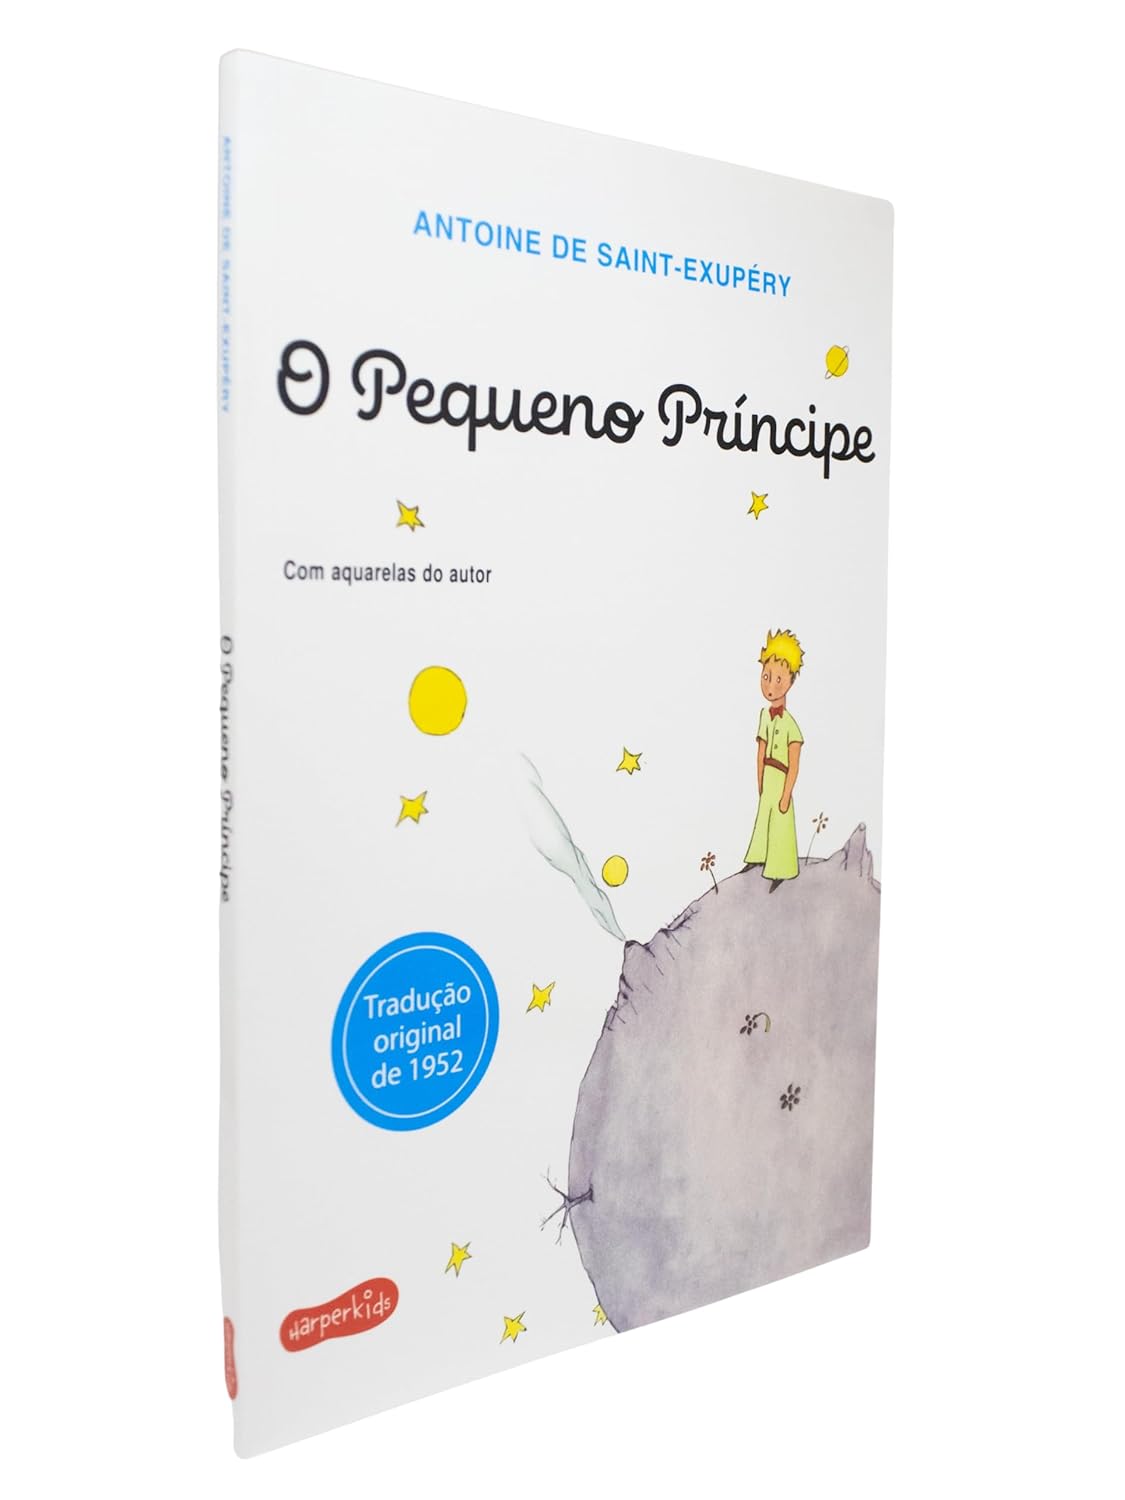 ANTOINE DE SAINT-EXUPÉRY
O Pequeno Príncipe
Com aquarelas do autor
Tradução
original
de 1952
HarperKids
ANTOINE DE SAINT-EXUPÉRY
O Pequeno Príncipe